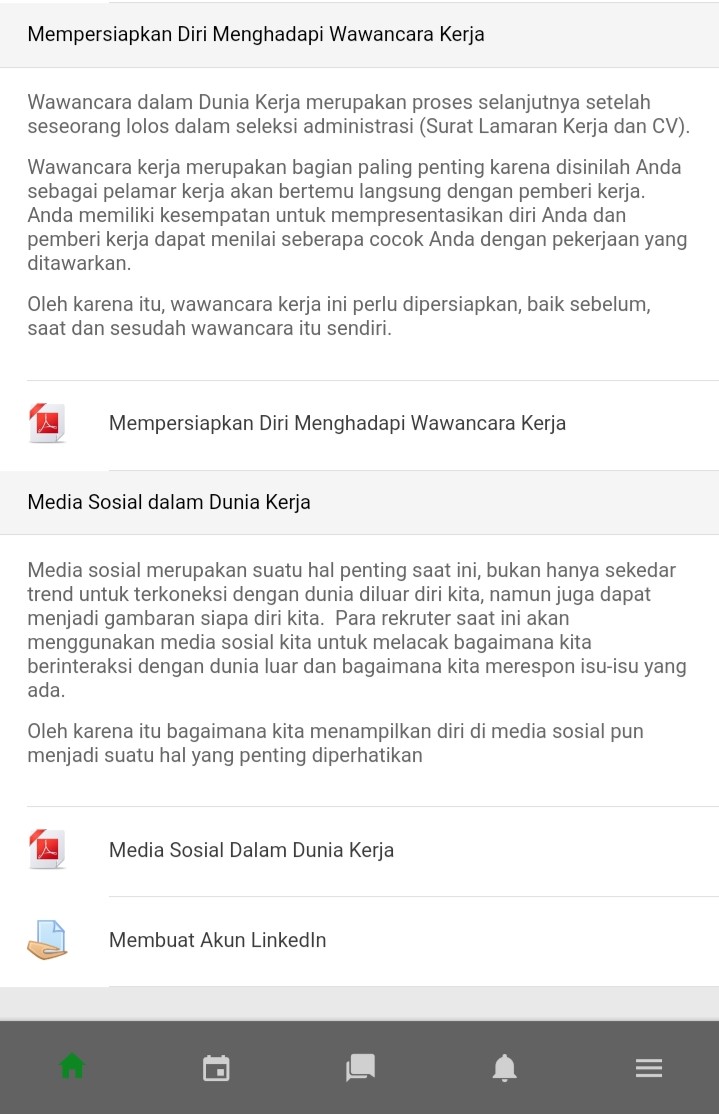 Mempersiapkan Diri Menghadapi Wawancara Kerja
Wawancara dalam Dunia Kerja merupakan proses selanjutnya setelah
seseorang lolos dalam seleksi administrasi (Surat Lamaran Kerja dan CV).
Wawancara kerja merupakan bagian paling penting karena disinilah Anda
sebagai pelamar kerja akan bertemu langsung dengan pemberi kerja.
Anda memiliki kesempatan untuk mempresentasikan diri Anda dan
pemberi kerja dapat menilai seberapa cocok Anda dengan pekerjaan yang
ditawarkan.
Oleh karena itu, wawancara kerja ini perlu dipersiapkan, baik sebelum,
saat dan sesudah wawancara itu sendiri.
Mempersiapkan Diri Menghadapi Wawancara Kerja
Media Sosial dalam Dunia Kerja
Media sosial merupakan suatu hal penting saat ini, bukan hanya sekedar
trend untuk terkoneksi dengan dunia diluar diri kita, namun juga dapat
menjadi gambaran siapa diri kita.  Para rekruter saat ini akan
menggunakan media sosial kita untuk melacak bagaimana kita
berinteraksi dengan dunia luar dan bagaimana kita merespon isu-isu yang
ada.
Oleh karena itu bagaimana kita menampilkan diri di media sosial pun
menjadi suatu hal yang penting diperhatikan
Media Sosial Dalam Dunia Kerja
Membuat Akun LinkedIn